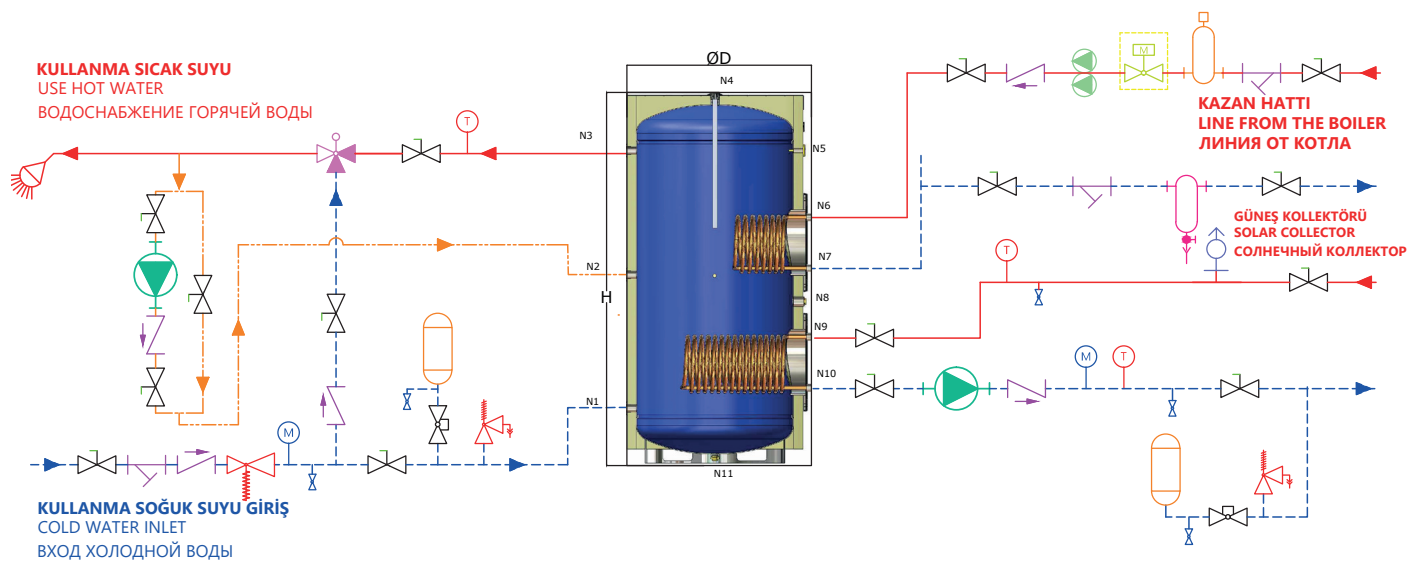 KULLANMA SICAK SUYU
USE HOT WATER
ВОДОСНАБЖЕНИЕ ГОРЯЧЕЙ ВОДЫ
ØD
N4
N3
T
N5
N6
N7
N2
H
N8
N9
N10
N1
N11
M
KAZAN HATTI
LINE FROM THE BOILER
ЛИНИЯ ОТ КОТЛА
GÜNEŞ KOLLEKTÖRÜ
SOLAR COLLECTOR
СОЛНЕЧНЫЙ КОЛЛЕКТОР
T
M
T
M
KULLANMA SOĞUK SUYU GİRİŞ
COLD WATER INLET
ВХОД ХОЛОДНОЙ ВОДЫ